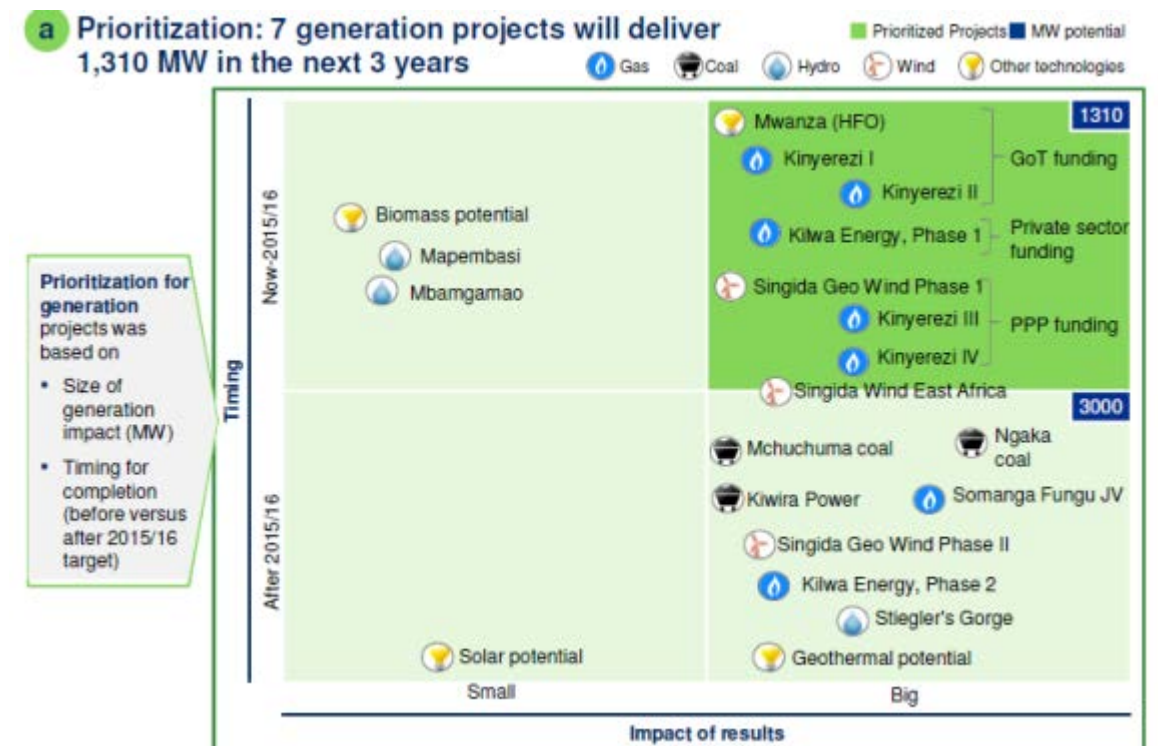 a Prioritization: 7 generation projects will deliver
1,310 MW in the next 3 years
Prioritized Projects MW potential
Gas Coal Hydro Wind Other technologies
Prioritization for
generation
projects was
based on
• Size of
generation
impact (MW)
• Timing for
completion
(before versus
after 2015/16
target)
Timing
Now-2015/16
After 2015/16
Biomass potential
Mapembasi
Mbamgamao
1310
Mwanza (HFO)
Kinyerezi I
Kinyerezi II
GoT funding
Kilwa Energy, Phase 1
Private sector
funding
Singida Geo Wind Phase 1
Kinyerezi III
Kinyerezi IV
PPP funding
Singida Wind East Africa
3000
Mchuchuma coal
Ngaka
coal
Kiwira Power
Somanga Fungu JV
Singida Geo Wind Phase II
Kilwa Energy, Phase 2
Stiegler's Gorge
Solar potential
Geothermal potential
Small
Big
Impact of results